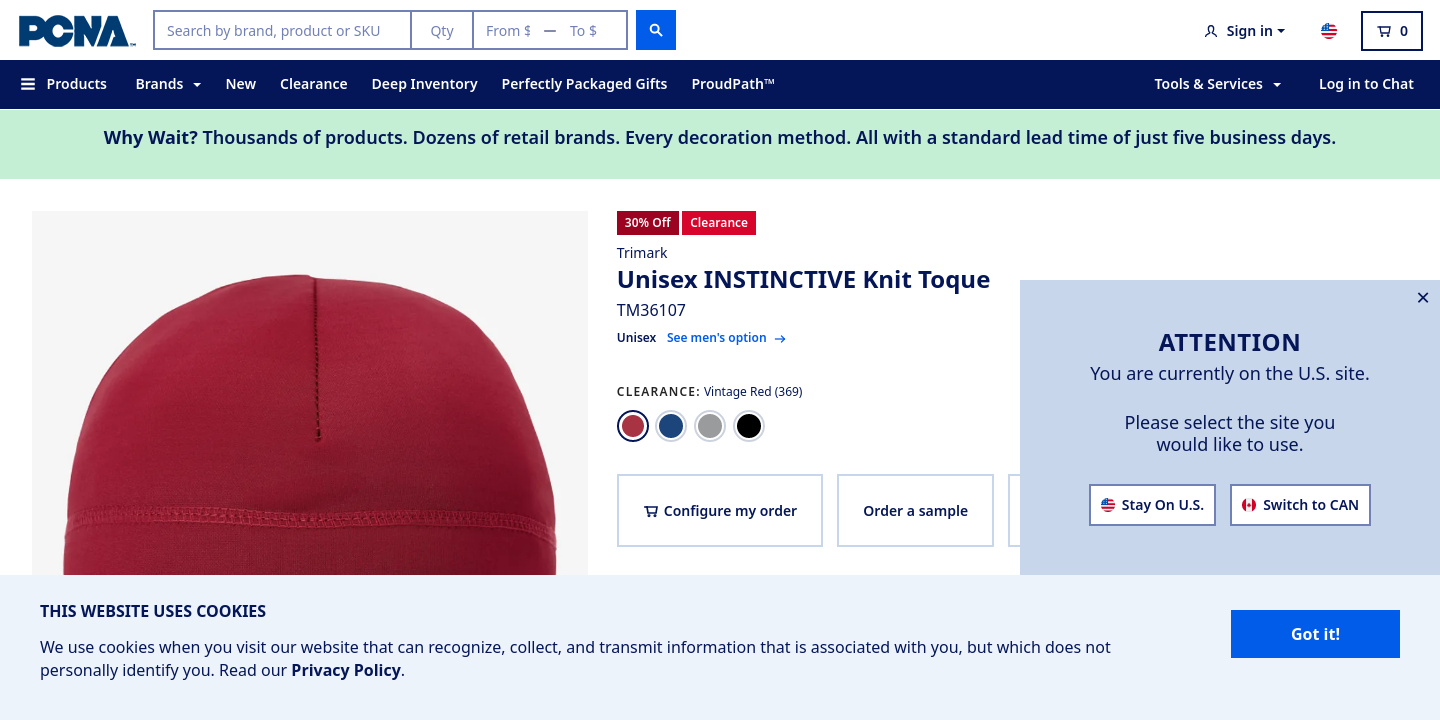 PCNA™
Search by brand, product or SKU
Qty
From $ — To $
Sign in
0
Products
Brands
New
Clearance
Deep Inventory
Perfectly Packaged Gifts
ProudPath™
Tools & Services
Log in to Chat
Why Wait? Thousands of products. Dozens of retail brands. Every decoration method. All with a standard lead time of just five business days.
30% Off
Clearance
Trimark
Unisex INSTINCTIVE Knit Toque
TM36107
Unisex See men's option →
CLEARANCE: Vintage Red (369)
Configure my order
Order a sample
ATTENTION
You are currently on the U.S. site.
Please select the site you
would like to use.
Stay On U.S.
Switch to CAN
THIS WEBSITE USES COOKIES
We use cookies when you visit our website that can recognize, collect, and transmit information that is associated with you, but which does not
personally identify you. Read our Privacy Policy.
Got it!